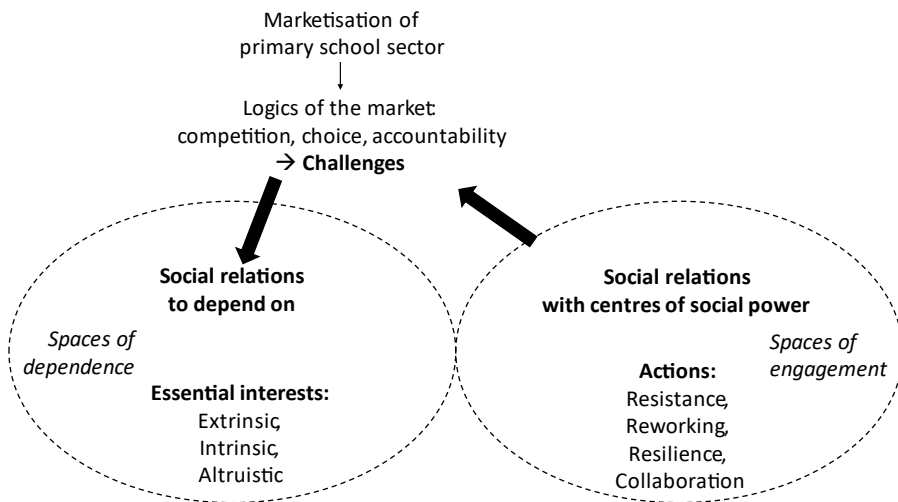 Marketisation of
primary school sector
Logics of the market:
competition, choice, accountability
→ Challenges
Social relations
to depend on
Spaces of
dependence
Essential interests:
Extrinsic,
Intrinsic,
Altruistic
Social relations
with centres of social power
Spaces of
engagement
Actions:
Resistance,
Reworking,
Resilience,
Collaboration